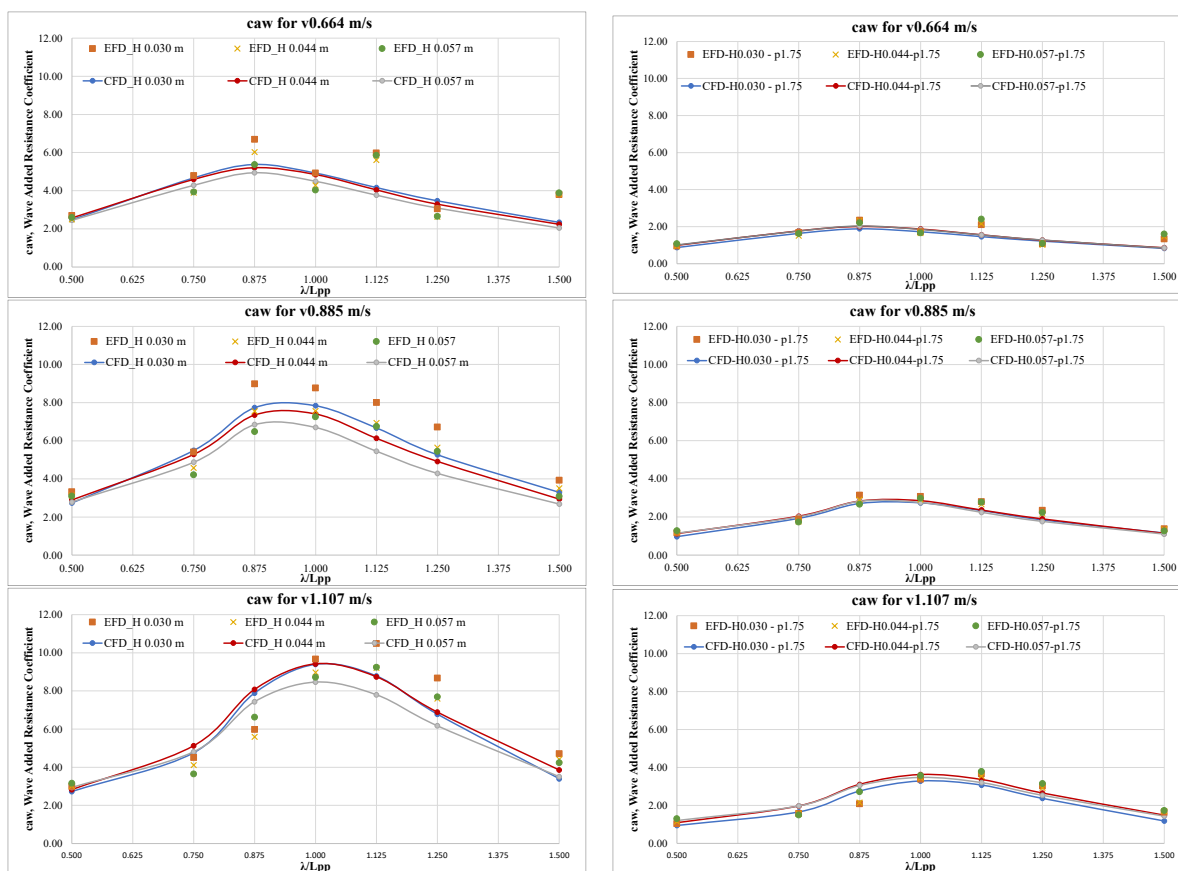 caw for v0.664 m/s
caw, Wave Added Resistance Coefficient
12.00
10.00
8.00
6.00
4.00
2.00
0.00
EFD_H 0.030 m EFD_H 0.044 m EFD_H 0.057 m
CFD_H 0.030 m CFD_H 0.044 m CFD_H 0.057 m
0.500 0.625 0.750 0.875 1.000 1.125 1.250 1.375 1.500
λ/Lpp
caw for v0.664 m/s
caw, Wave Added Resistance Coefficient
12.00
10.00
8.00
6.00
4.00
2.00
0.00
EFD-H0.030 - p1.75 EFD-H0.044-p1.75 EFD-H0.057-p1.75
CFD-H0.030 - p1.75 CFD-H0.044-p1.75 CFD-H0.057-p1.75
0.500 0.625 0.750 0.875 1.000 1.125 1.250 1.375 1.500
λ/Lpp
caw for v0.885 m/s
caw, Wave Added Resistance Coefficient
12.00
10.00
8.00
6.00
4.00
2.00
0.00
EFD_H 0.030 m EFD_H 0.044 m EFD_H 0.057
CFD_H 0.030 m CFD_H 0.044 m CFD_H 0.057 m
0.500 0.625 0.750 0.875 1.000 1.125 1.250 1.375 1.500
λ/Lpp
caw for v0.885 m/s
caw, Wave Added Resistance Coefficient
12.00
10.00
8.00
6.00
4.00
2.00
0.00
EFD-H0.030 - p1.75 EFD-H0.044-p1.75 EFD-H0.057-p1.75
CFD-H0.030 - p1.75 CFD-H0.044-p1.75 CFD-H0.057-p1.75
0.500 0.625 0.750 0.875 1.000 1.125 1.250 1.375 1.500
λ/Lpp
caw for v1.107 m/s
caw, Wave Added Resistance Coefficient
12.00
10.00
8.00
6.00
4.00
2.00
0.00
EFD_H 0.030 m EFD_H 0.044 m EFD_H 0.057 m
CFD_H 0.030 m CFD_H 0.044 m CFD_H 0.057 m
0.500 0.625 0.750 0.875 1.000 1.125 1.250 1.375 1.500
λ/Lpp
caw for v1.107 m/s
caw, Wave Added Resistance Coefficient
12.00
10.00
8.00
6.00
4.00
2.00
0.00
EFD-H0.030 - p1.75 EFD-H0.044-p1.75 EFD-H0.057-p1.75
CFD-H0.030 - p1.75 CFD-H0.044-p1.75 CFD-H0.057-p1.75
0.500 0.625 0.750 0.875 1.000 1.125 1.250 1.375 1.500
λ/Lpp